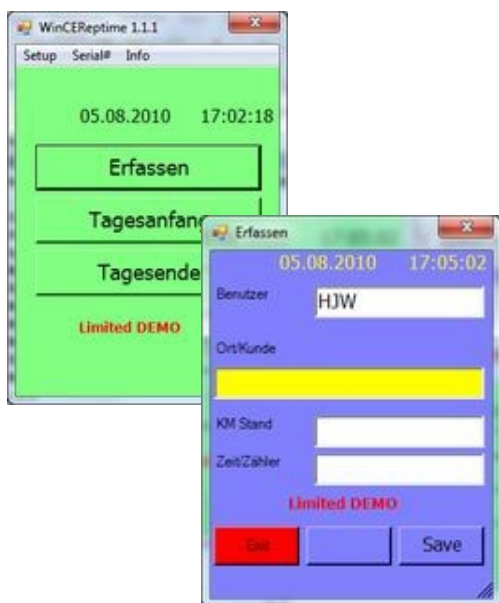 WinCEReptime 1.1.1
Setup Serial# Info
05.08.2010 17:02:18
Erfassen
Tagesanfang
Tagesende
Limited DEMO
Erfassen
05.08.2010 17:05:02
Benutzer HJW
Ort/Kunde
KM Stand
Zeit/Zähler
Limited DEMO
Exit Save